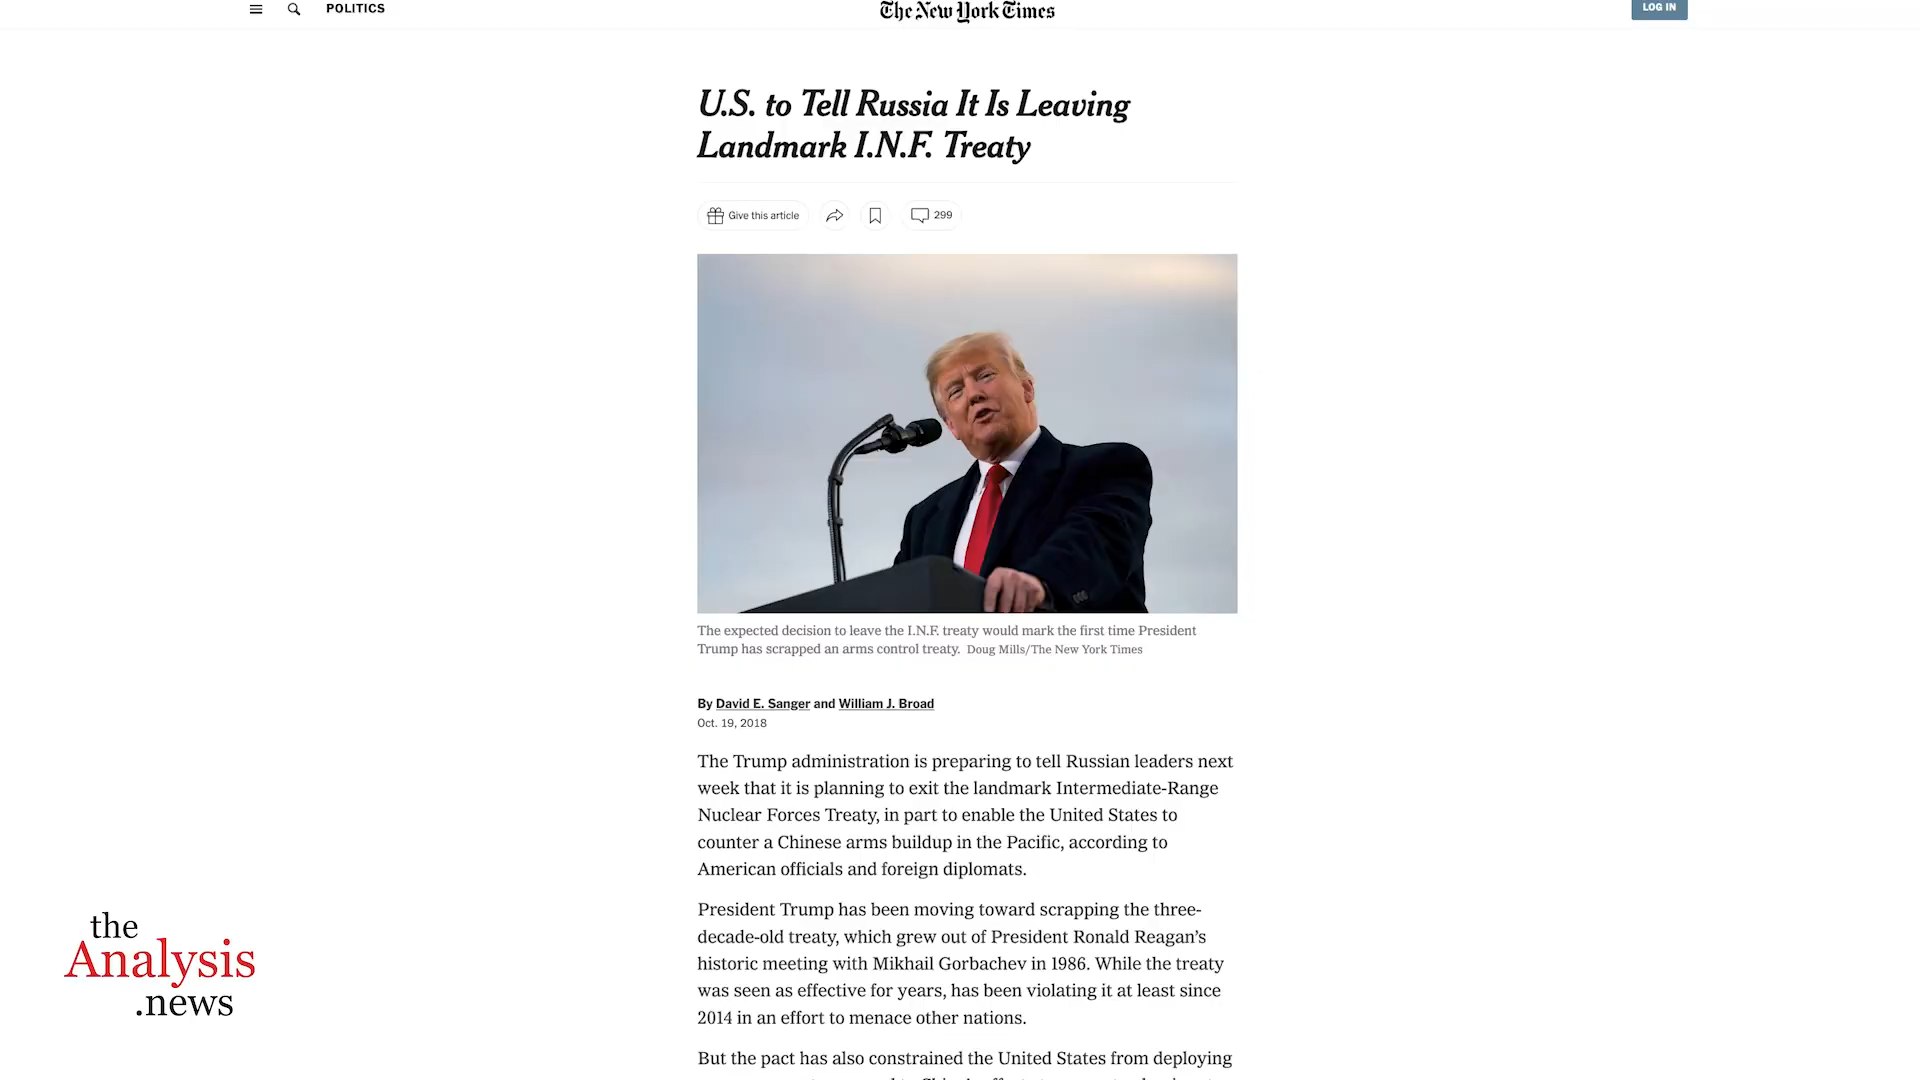 POLITICS
The New York Times
LOG IN
U.S. to Tell Russia It Is Leaving
Landmark I.N.F. Treaty
Give this article
299
The expected decision to leave the I.N.F. treaty would mark the first time President
Trump has scrapped an arms control treaty. Doug Mills/The New York Times
By David E. Sanger and William J. Broad
Oct. 19, 2018
The Trump administration is preparing to tell Russian leaders next
week that it is planning to exit the landmark Intermediate-Range
Nuclear Forces Treaty, in part to enable the United States to
counter a Chinese arms buildup in the Pacific, according to
American officials and foreign diplomats.
President Trump has been moving toward scrapping the three-
decade-old treaty, which grew out of President Ronald Reagan’s
historic meeting with Mikhail Gorbachev in 1986. While the treaty
was seen as effective for years, has been violating it at least since
2014 in an effort to menace other nations.
But the pact has also constrained the United States from deploying
the
Analysis
.news